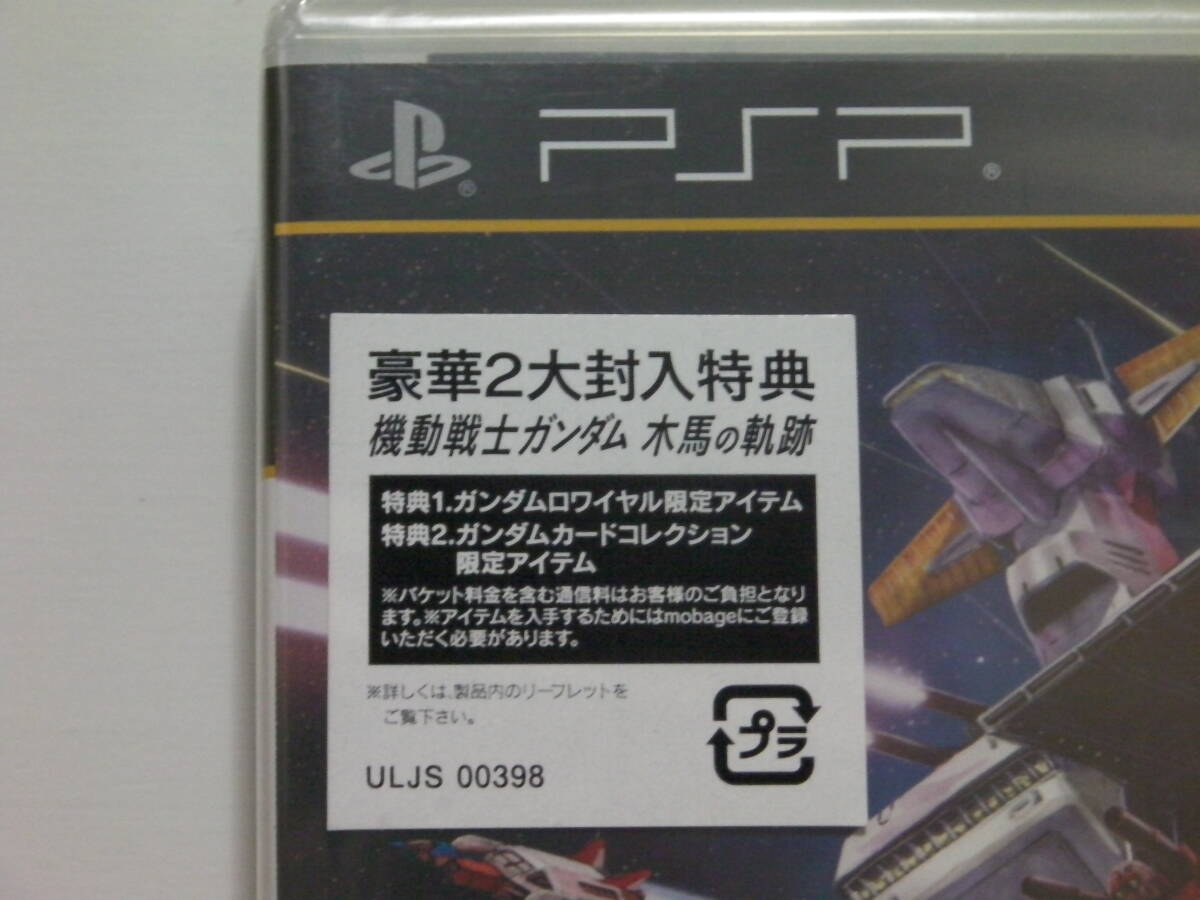 PSP®
豪華2大封入特典
機動戦士ガンダム 木馬の軌跡
特典1.ガンダムロワイヤル限定アイテム
特典2.ガンダムカードコレクション
限定アイテム
※パケット料金を含む通信料はお客様のご負担となり
ます。※アイテムを入手するためにはmobageにご登録
いただく必要があります。
※詳しくは、製品内のリーフレットを
ご覧下さい。
プラ
ULJS 00398